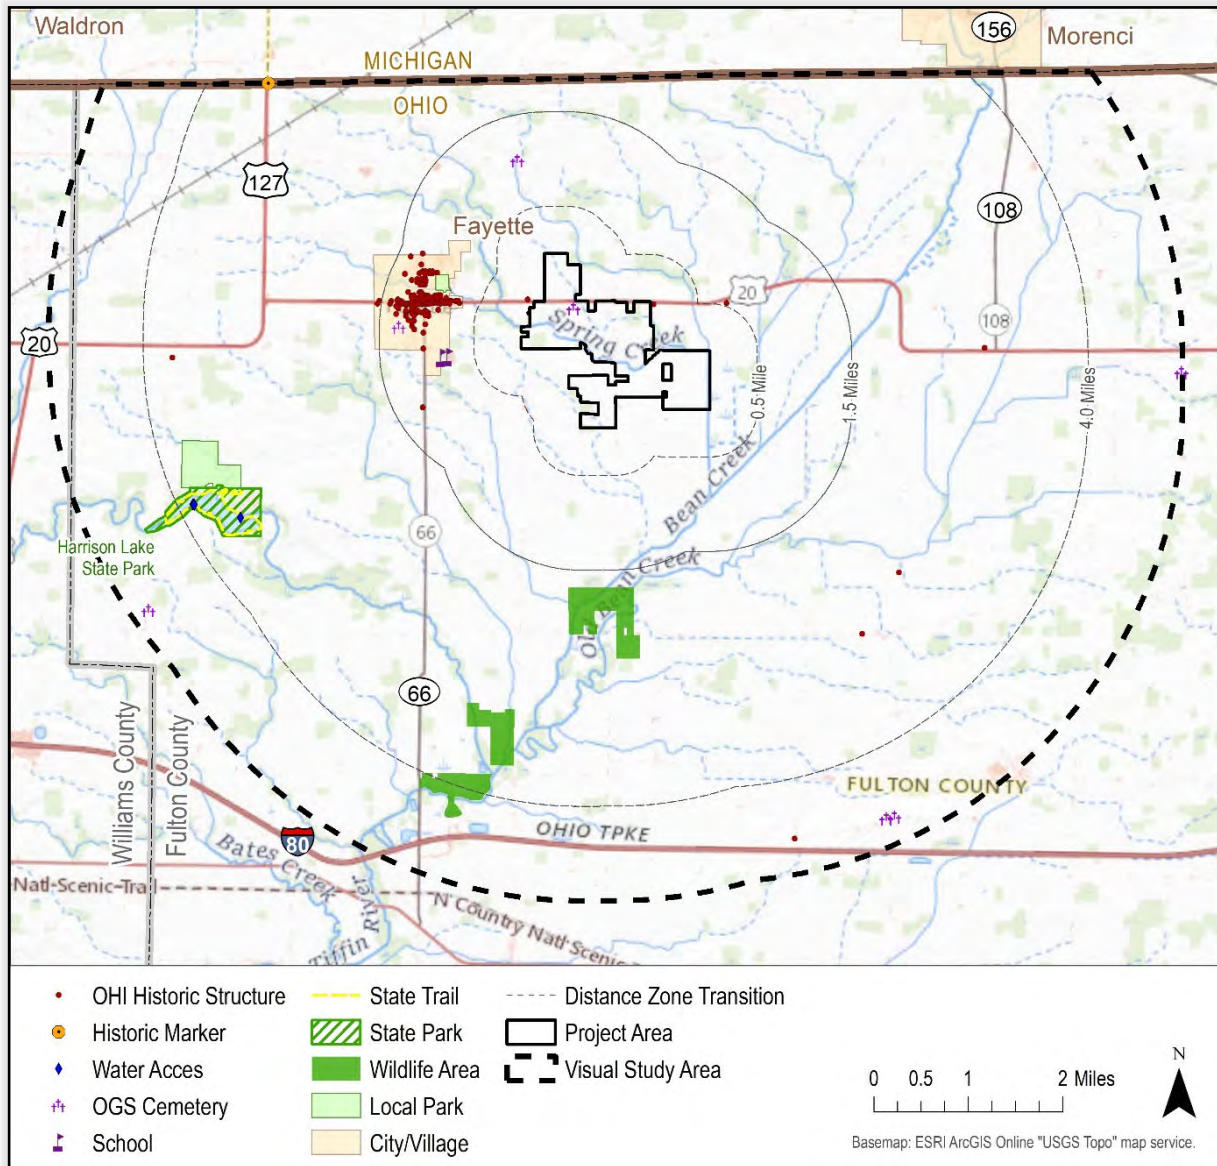 Waldron
156
Morenci
MICHIGAN
OHIO
127
108
Fayette
20
20
Spring Creek
108
0.5 Mile
1.5 Miles
4.0 Miles
Bean Creek
66
Harrison Lake
State Park
Old Bean Creek
66
Williams County
Fulton County
FULTON COUNTY
OHIO TPKE
80
Bates Creek
Natl Scenic Trail
N Country Natl Scenic
Tiffin River
OHI Historic Structure
Historic Marker
Water Acces
OGS Cemetery
School
State Trail
State Park
Wildlife Area
Local Park
City/Village
Distance Zone Transition
Project Area
Visual Study Area
0 0.5 1 2 Miles
N
Basemap: ESRI ArcGIS Online "USGS Topo" map service.